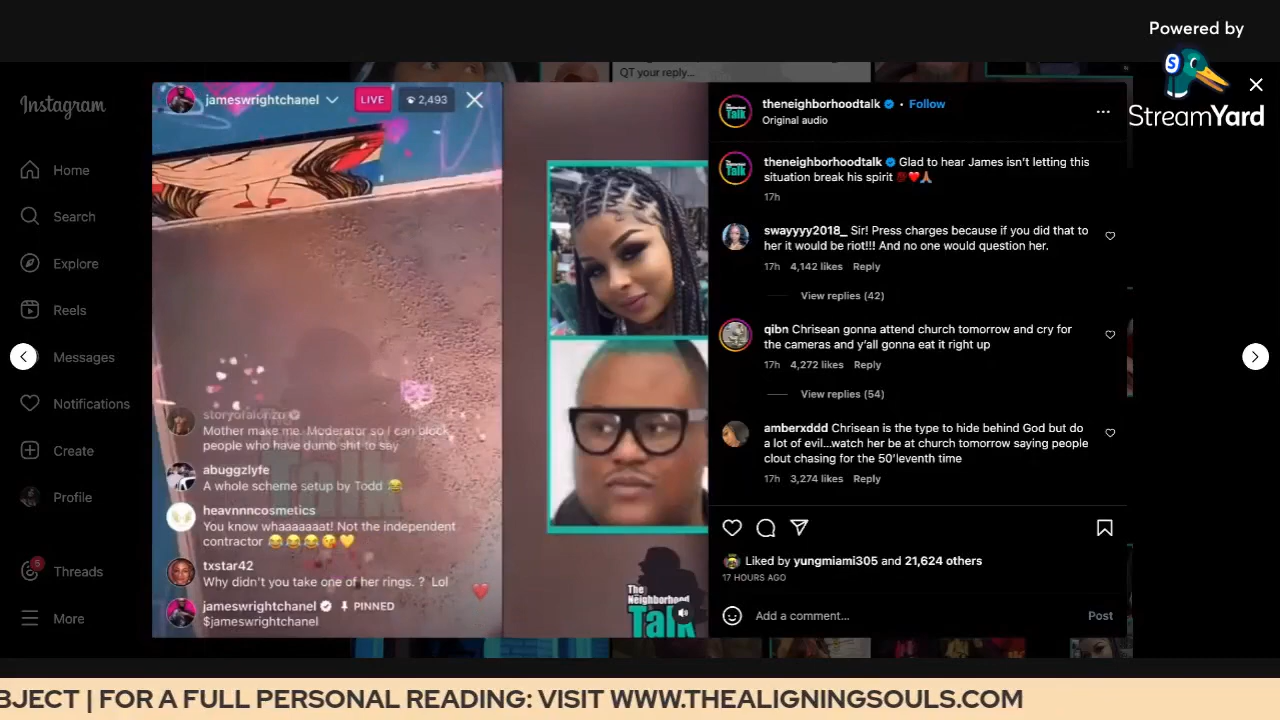 Powered by
StreamYard
QT your reply...
Instagram
Home
Search
Explore
Reels
Messages
Notifications
Create
Profile
5
Threads
More
jameswrightchanel
LIVE
2,493
storyofalonzo
Mother make me Moderator so I can block
people who have dumb shit to say
abuggzlyfe
A whole scheme setup by Todd 😂
heavnnncosmetics
You know whaaaaaaat! Not the independent
contractor 😂😂😂😘💛
txstar42
Why didn't you take one of her rings. ? Lol
jameswrightchanel PINNED
$jameswrightchanel
The
Neighborhood
Talk
theneighborhoodtalk • Follow
Original audio
theneighborhoodtalk Glad to hear James isn't letting this
situation break his spirit 💯❤️🙏🏾
17h
swayyyy2018_ Sir! Press charges because if you did that to
her it would be riot!!! And no one would question her.
17h 4,142 likes Reply
View replies (42)
qibn Chrisean gonna attend church tomorrow and cry for
the cameras and y'all gonna eat it right up
17h 4,272 likes Reply
View replies (54)
amberxddd Chrisean is the type to hide behind God but do
a lot of evil...watch her be at church tomorrow saying people
clout chasing for the 50'leventh time
17h 3,274 likes Reply
Liked by yungmiami305 and 21,624 others
17 HOURS AGO
Add a comment...
Post
BJECT | FOR A FULL PERSONAL READING: VISIT WWW.THEALIGNINGSOULS.COM